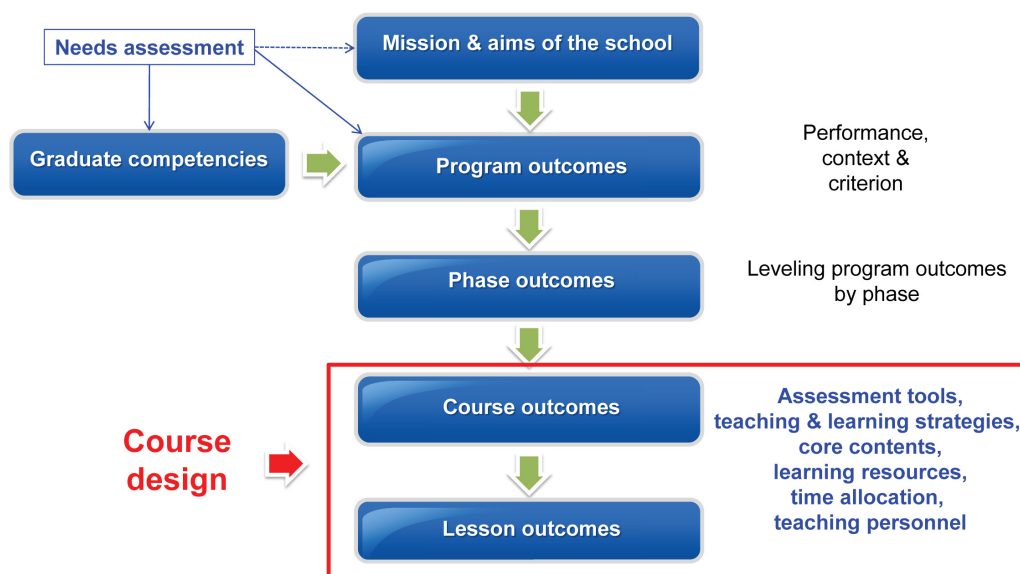 Needs assessment
Mission & aims of the school
Graduate competencies
Program outcomes
Performance,
context &
criterion
Phase outcomes
Leveling program outcomes
by phase
Course
design
Course outcomes
Assessment tools,
teaching & learning strategies,
core contents,
learning resources,
time allocation,
teaching personnel
Lesson outcomes